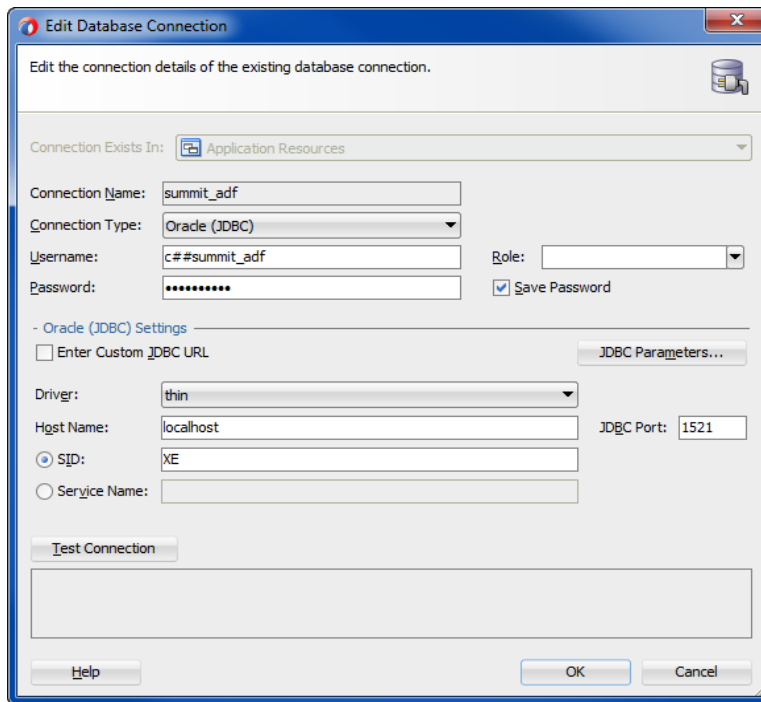 Edit Database Connection
Edit the connection details of the existing database connection.
Connection Exists In: Application Resources
Connection Name: summit_adf
Connection Type: Oracle (JDBC)
Username: c##summit_adf Role:
Password: •••••••••• Save Password
- Oracle (JDBC) Settings
Enter Custom JDBC URL JDBC Parameters...
Driver: thin
Host Name: localhost JDBC Port: 1521
SID: XE
Service Name:
Test Connection
Help OK Cancel